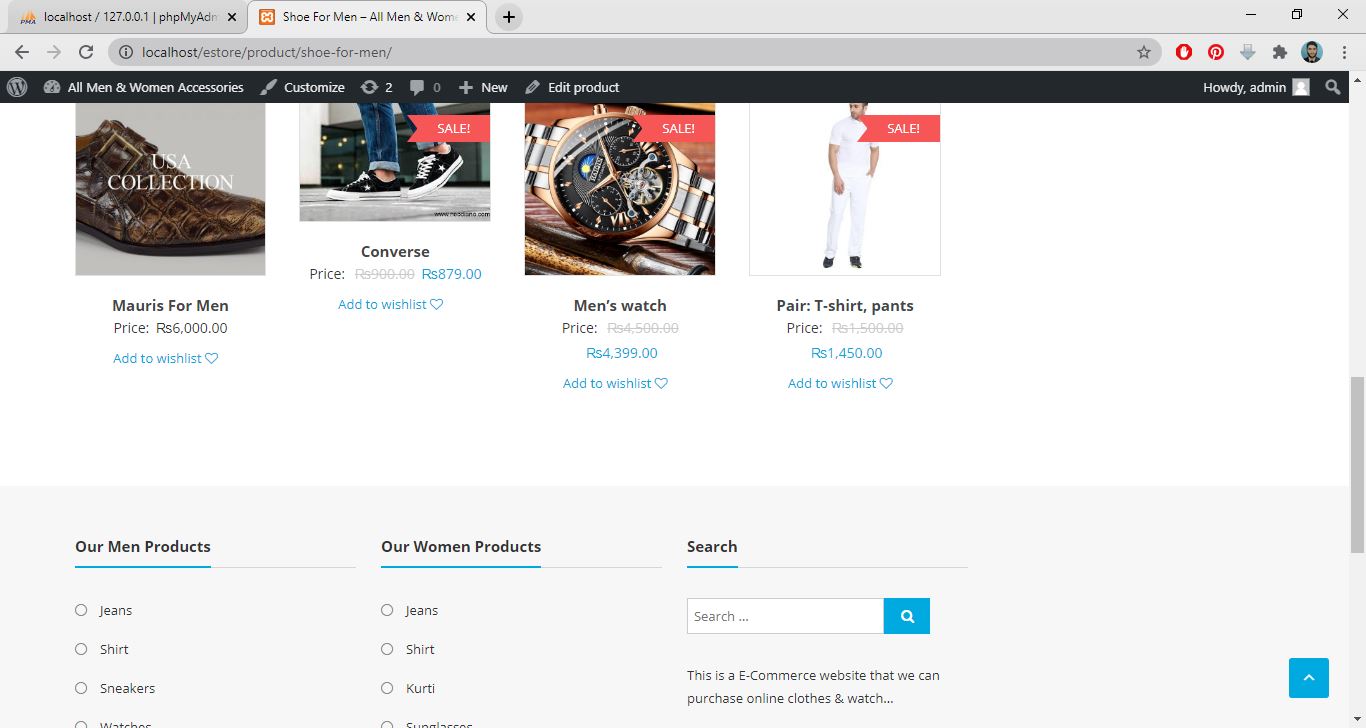 localhost / 127.0.0.1 | phpMyAdm
Shoe For Men – All Men & Wome
localhost/estore/product/shoe-for-men/
All Men & Women Accessories
Customize
2
0
New
Edit product
Howdy, admin
USA
COLLECTION
Mauris For Men
Price: ₨6,000.00
Add to wishlist
SALE!
www.neodiano.com
Converse
Price: ₨900.00 ₨879.00
Add to wishlist
SALE!
Men’s watch
Price: ₨4,500.00
₨4,399.00
Add to wishlist
SALE!
Pair: T-shirt, pants
Price: ₨1,500.00
₨1,450.00
Add to wishlist
Our Men Products
Jeans
Shirt
Sneakers
Watches
Our Women Products
Jeans
Shirt
Kurti
Sunglasses
Search
Search ...
This is a E-Commerce website that we can
purchase online clothes & watch...